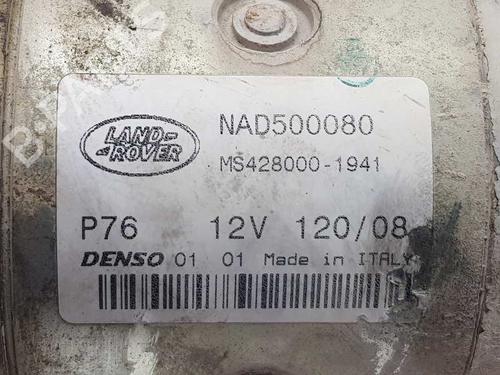 LAND-
ROVER
NAD500080
MS428000-1941
P76 12V 120/08
DENSO 01 01 Made in ITALY